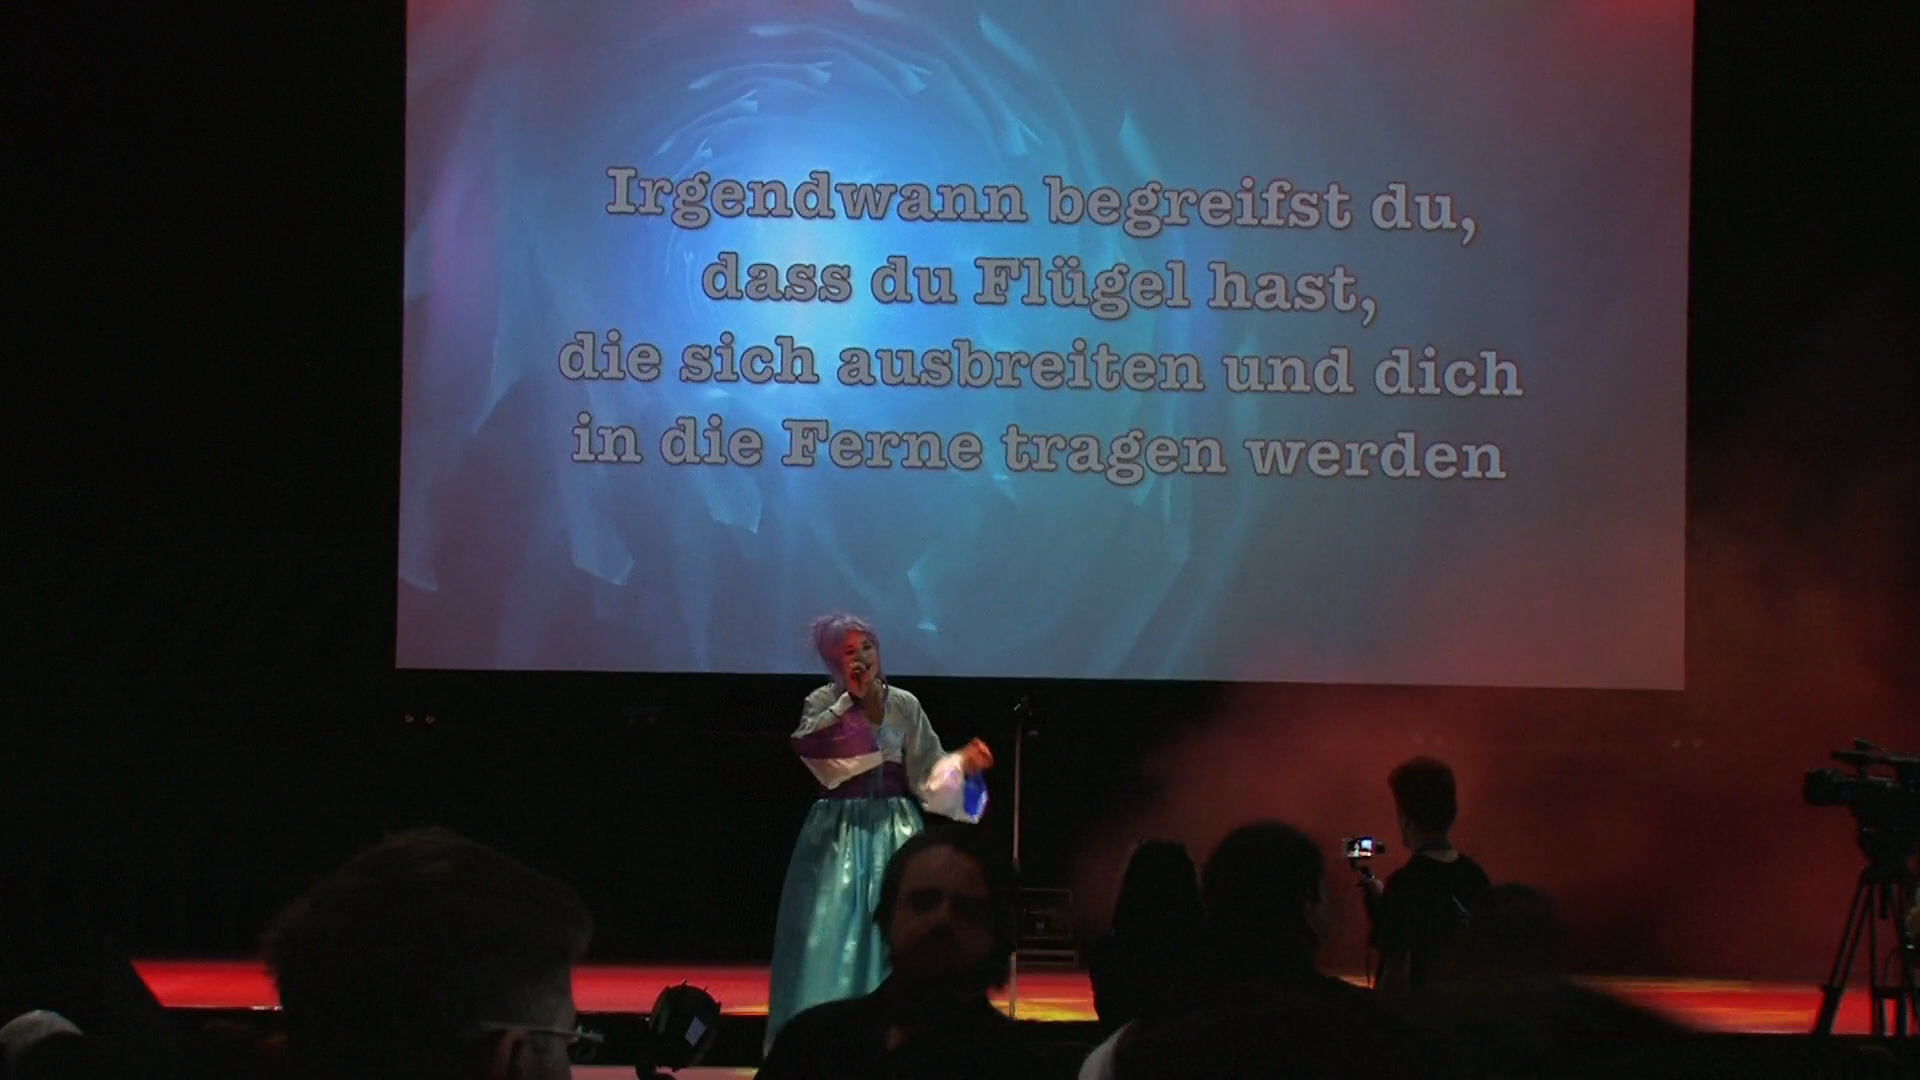 Irgendwann begreifst du,
dass du Flügel hast,
die sich ausbreiten und dich
in die Ferne tragen werden